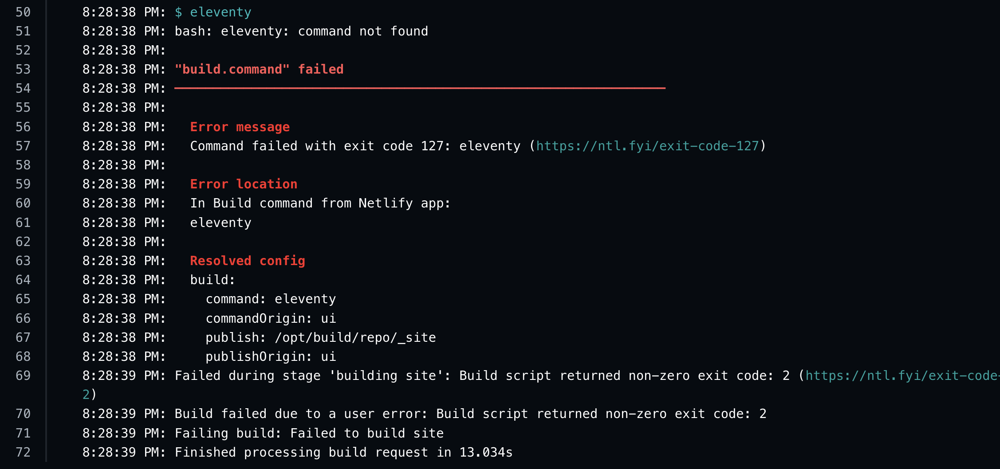 50 8:28:38 PM: $ eleventy
51 8:28:38 PM: bash: eleventy: command not found
52 8:28:38 PM:
53 8:28:38 PM: "build.command" failed
54 8:28:38 PM: ────────────────────────────────────────────────────────────────
55 8:28:38 PM:
56 8:28:38 PM:   Error message
57 8:28:38 PM:   Command failed with exit code 127: eleventy (https://ntl.fyi/exit-code-127)
58 8:28:38 PM:
59 8:28:38 PM:   Error location
60 8:28:38 PM:   In Build command from Netlify app:
61 8:28:38 PM:   eleventy
62 8:28:38 PM:
63 8:28:38 PM:   Resolved config
64 8:28:38 PM:   build:
65 8:28:38 PM:     command: eleventy
66 8:28:38 PM:     commandOrigin: ui
67 8:28:38 PM:     publish: /opt/build/repo/_site
68 8:28:38 PM:     publishOrigin: ui
69 8:28:39 PM: Failed during stage 'building site': Build script returned non-zero exit code: 2 (https://ntl.fyi/exit-code-
2)
70 8:28:39 PM: Build failed due to a user error: Build script returned non-zero exit code: 2
71 8:28:39 PM: Failing build: Failed to build site
72 8:28:39 PM: Finished processing build request in 13.034s